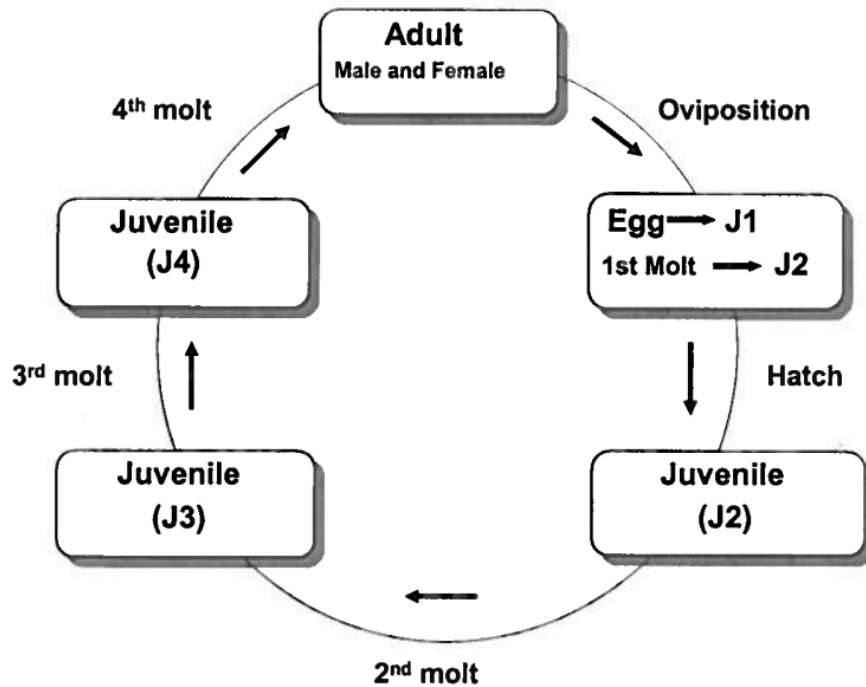 Adult
Male and Female
4th molt
Oviposition
Juvenile
(J4)
Egg → J1
1st Molt → J2
3rd molt
Hatch
Juvenile
(J3)
Juvenile
(J2)
2nd molt